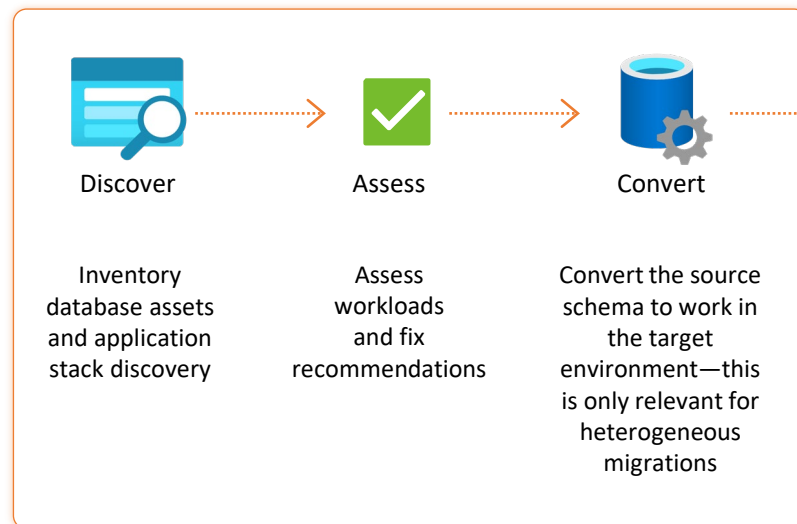 Discover
Assess
Convert
Inventory
database assets
and application
stack discovery
Assess
workloads
and fix
recommendations
Convert the source
schema to work in
the target
environment—this
is only relevant for
heterogeneous
migrations